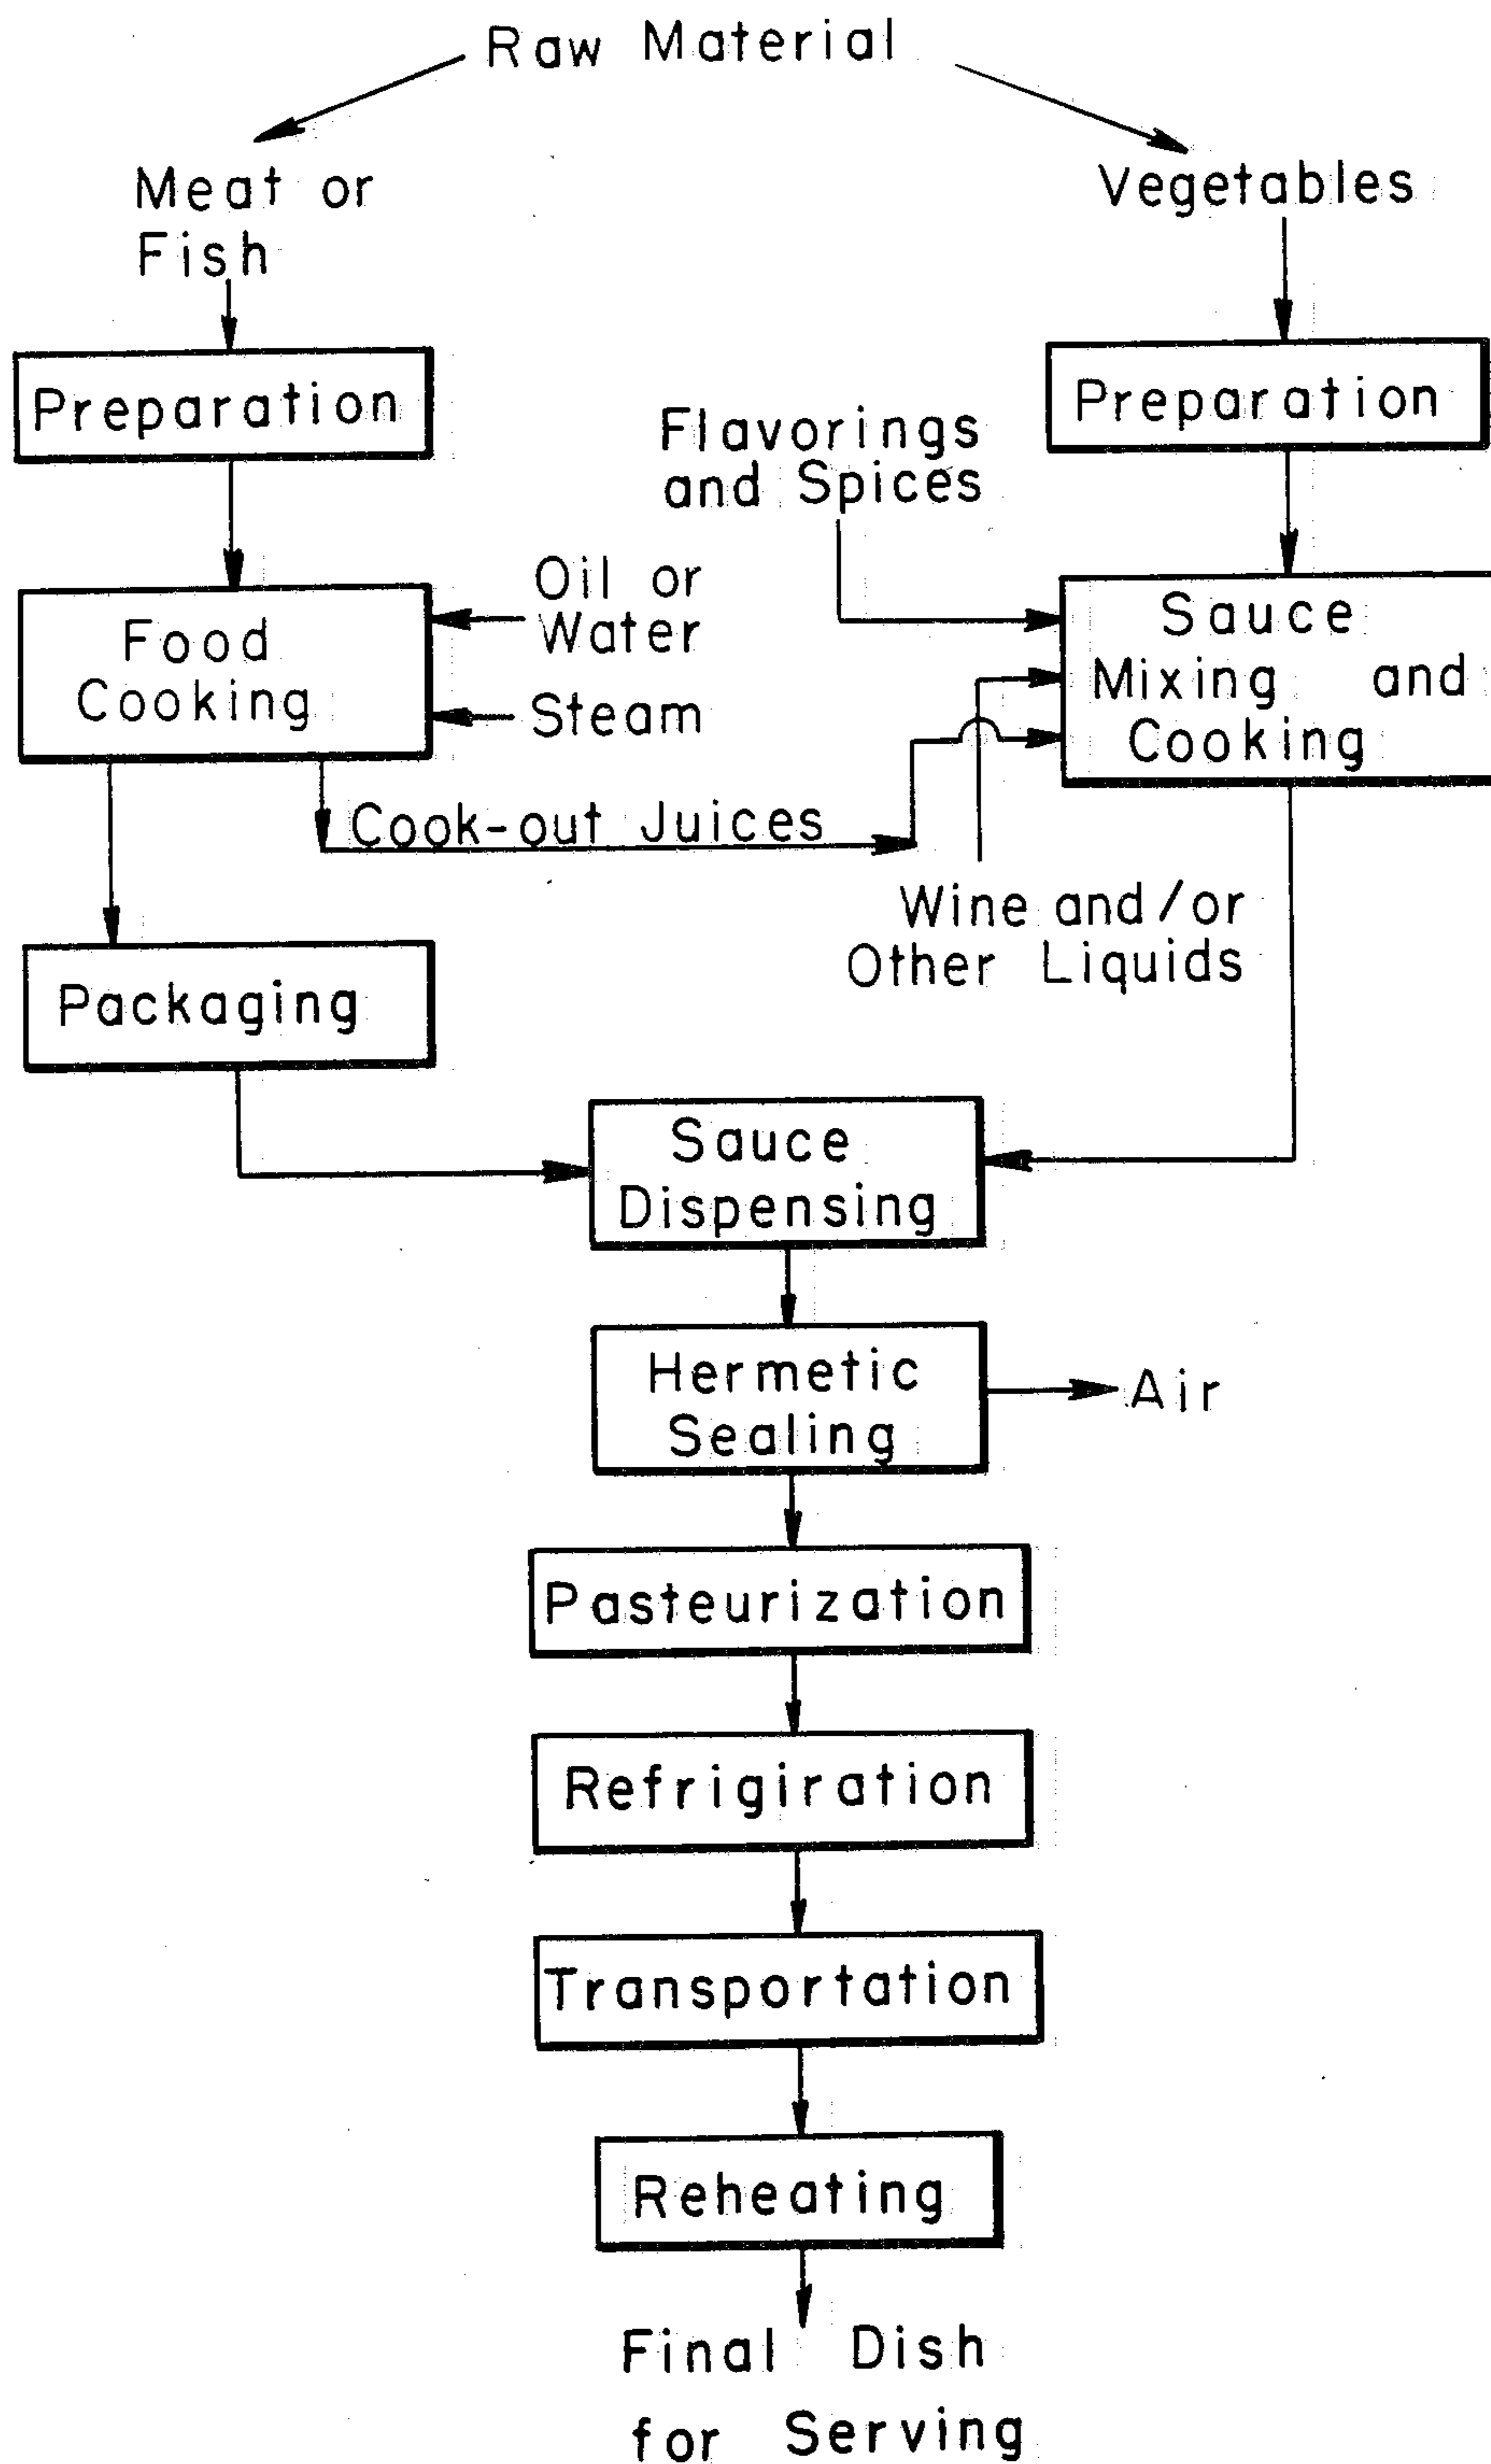 Raw Material
Meat or
Fish
Vegetables
Preparation
Preparation
Flavorings
and Spices
Oil or
Water
Steam
Food
Cooking
Sauce
Mixing and
Cooking
Cook-out Juices
Wine and/or
Other Liquids
Packaging
Sauce
Dispensing
Hermetic
Sealing
Air
Pasteurization
Refrigiration
Transportation
Reheating
Final Dish
for Serving